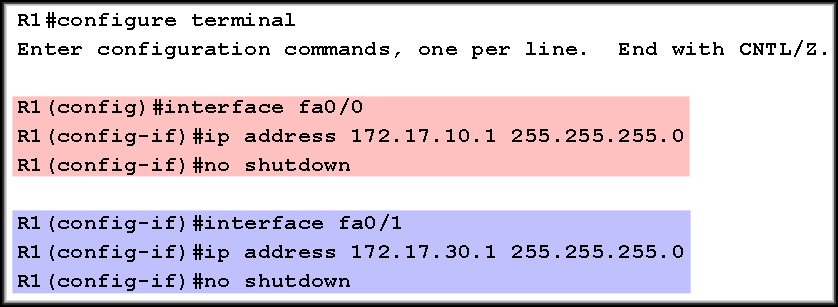 R1#configure terminal
Enter configuration commands, one per line.  End with CNTL/Z.
R1(config)#interface fa0/0
R1(config-if)#ip address 172.17.10.1 255.255.255.0
R1(config-if)#no shutdown
R1(config-if)#interface fa0/1
R1(config-if)#ip address 172.17.30.1 255.255.255.0
R1(config-if)#no shutdown